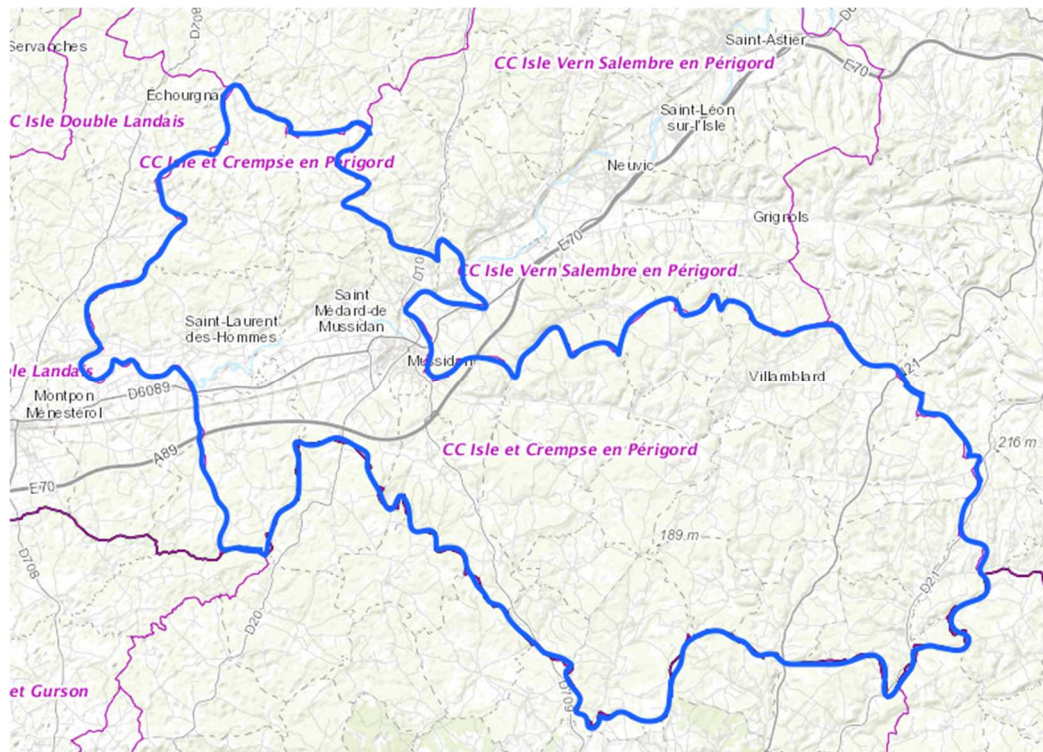 Servanches
D708
Saint-Astier
CC Isle Vern Salembre en Périgord
E70
Échourgna
CC Isle Double Landais
Saint-Léon
sur-l'Isle
CC Isle et Crempse en Périgord
Neuvic
Grignols
E70
D70
CC Isle Vern Salembre en Périgord
Saint
Médard-de
Mussidan
Saint-Laurent
des-Hommes
Mussidan
ble Landais
D6089
Villamblard
Montpon
Ménestérol
A89
CC Isle et Crempse en Périgord
216 m
E70
189 m
D708
D20
D21
et Gurson
D709